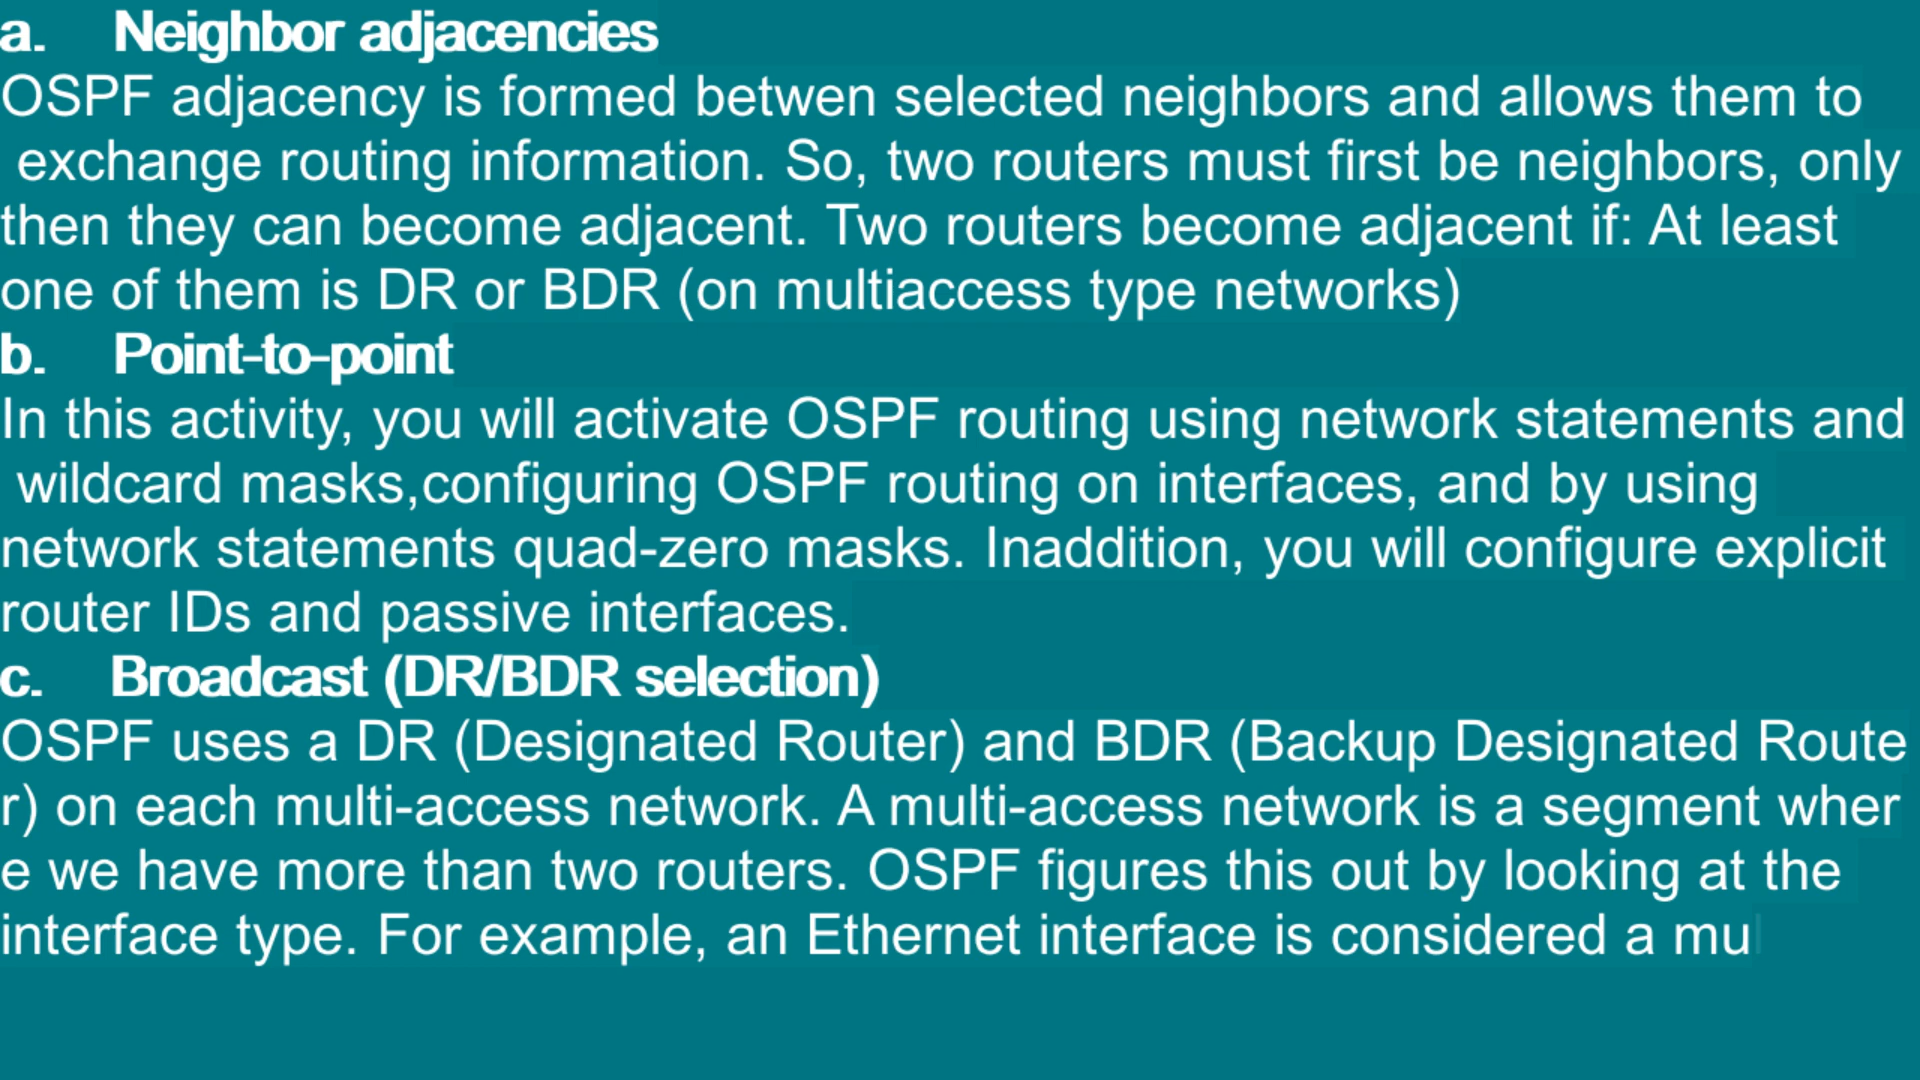 a. Neighbor adjacencies
OSPF adjacency is formed betwen selected neighbors and allows them to
exchange routing information. So, two routers must first be neighbors, only
then they can become adjacent. Two routers become adjacent if: At least
one of them is DR or BDR (on multiaccess type networks)
b. Point-to-point
In this activity, you will activate OSPF routing using network statements and
wildcard masks,configuring OSPF routing on interfaces, and by using
network statements quad-zero masks. Inaddition, you will configure explicit
router IDs and passive interfaces.
c. Broadcast (DR/BDR selection)
OSPF uses a DR (Designated Router) and BDR (Backup Designated Route
r) on each multi-access network. A multi-access network is a segment wher
e we have more than two routers. OSPF figures this out by looking at the
interface type. For example, an Ethernet interface is considered a mu